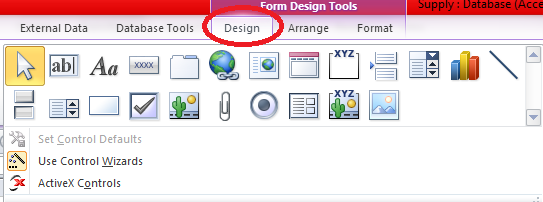 Form Design Tools Supply : Database (Acce
External Data Database Tools Design Arrange Format
ab Aa XXXX XYZ
XYZ
Set Control Defaults
Use Control Wizards
ActiveX Controls